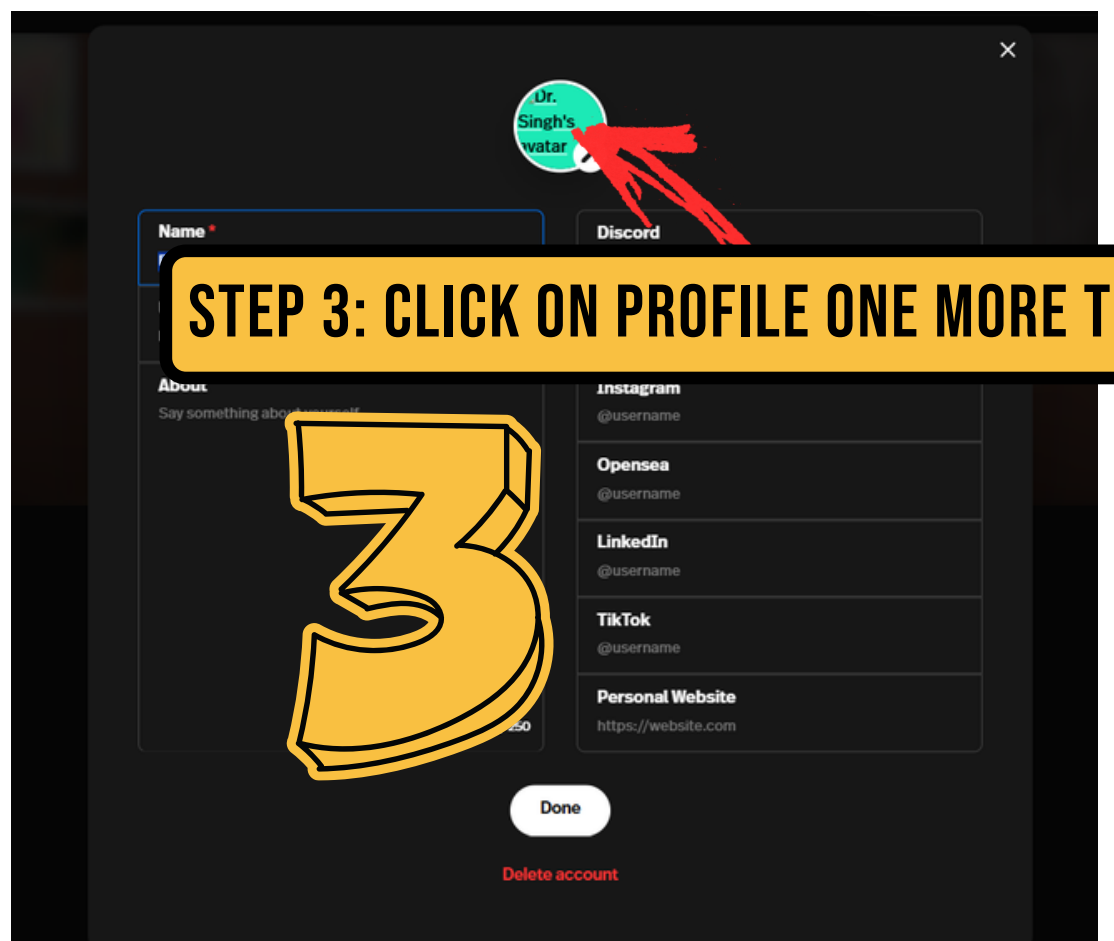 Dr.
Singh's
avatar
Name *
Discord
STEP 3: CLICK ON PROFILE ONE MORE T
About
Say something about yourself
Instagram
@username
Opensea
@username
LinkedIn
@username
TikTok
@username
Personal Website
https://website.com
250
3
Done
Delete account